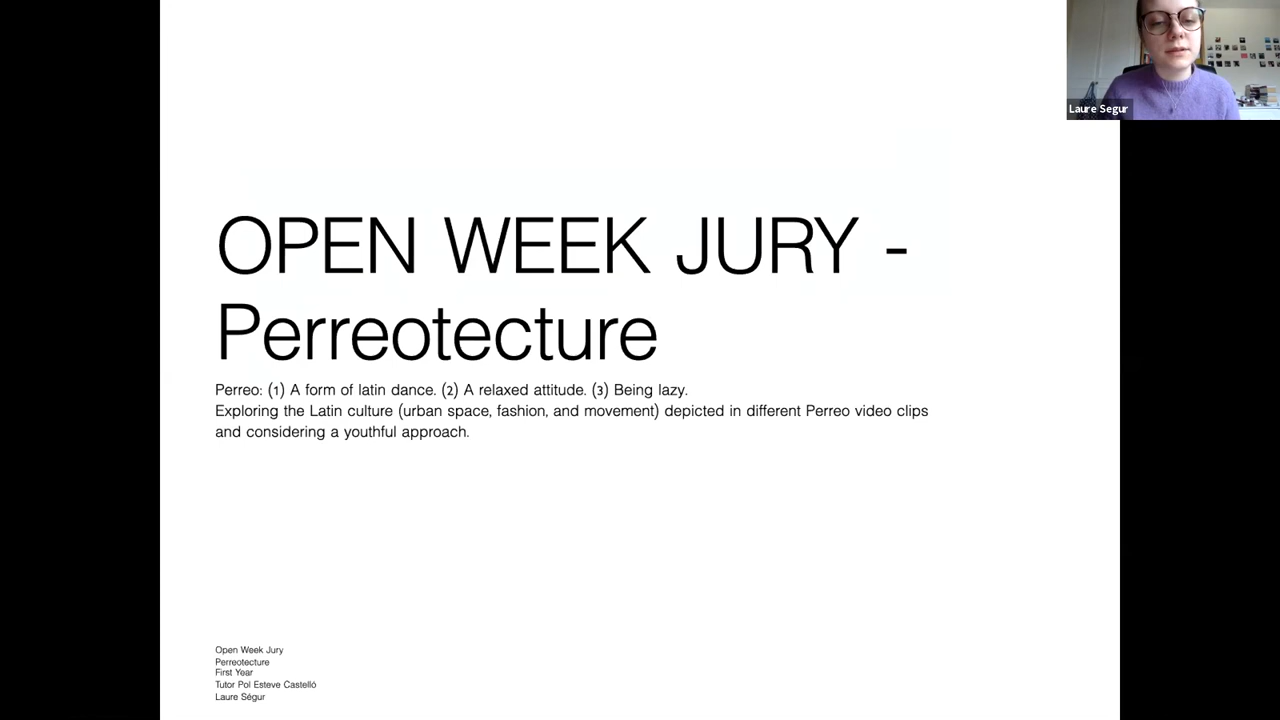 OPEN WEEK JURY -
Perreotecture
Perreo: (1) A form of latin dance. (2) A relaxed attitude. (3) Being lazy.
Exploring the Latin culture (urban space, fashion, and movement) depicted in different Perreo video clips
and considering a youthful approach.
Open Week Jury
Perreotecture
First Year
Tutor Pol Esteve Castelló
Laure Ségur
Laure Segur